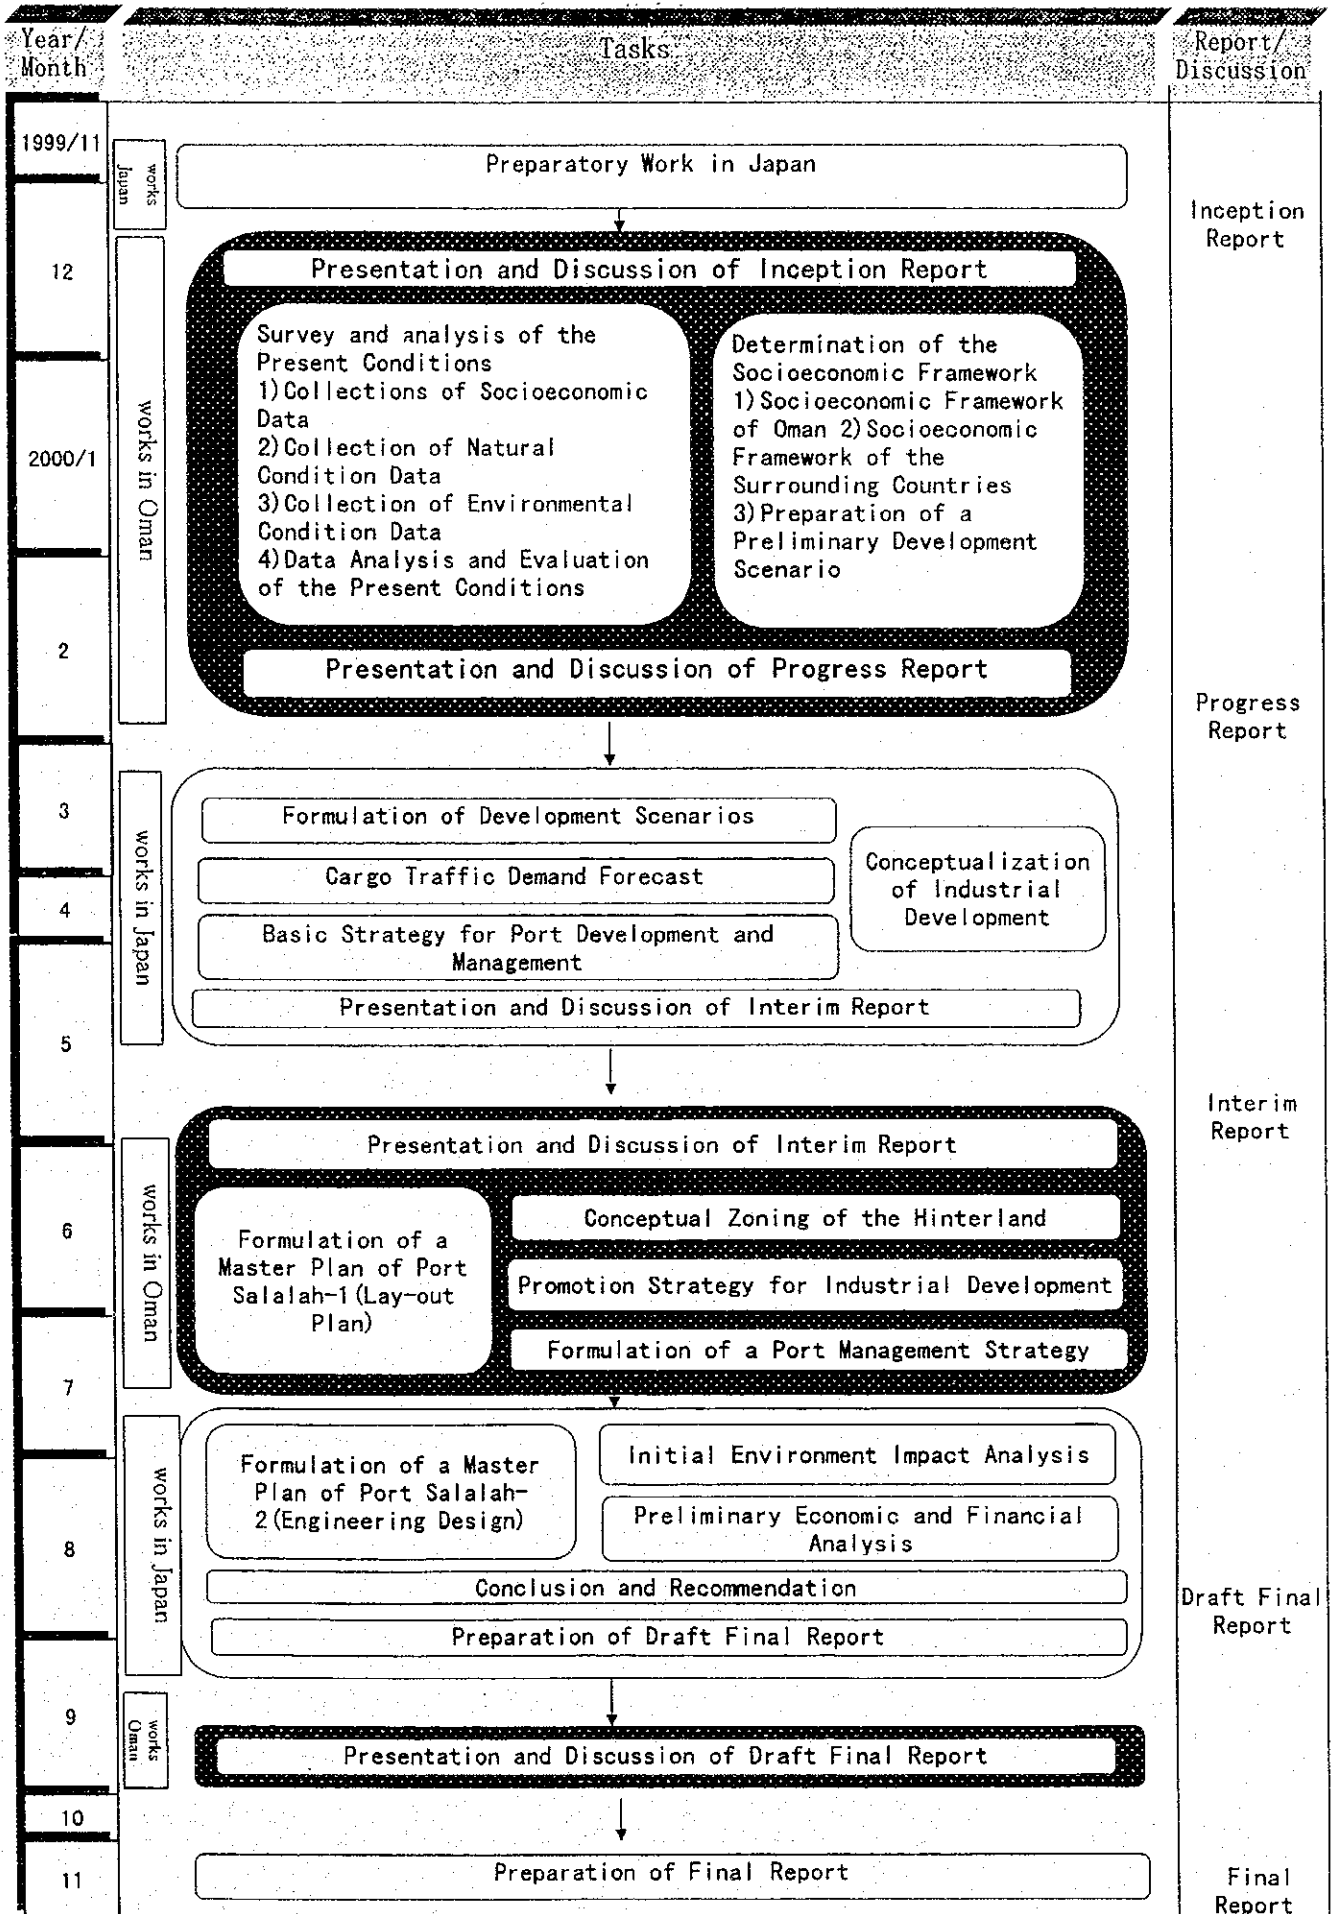 Year/
Month
Tasks
Report/
Discussion
1999/11
works
Japan
Preparatory Work in Japan
Inception
Report
12
works in Oman
Presentation and Discussion of Inception Report
Survey and analysis of the
Present Conditions
1)Collections of Socioeconomic
Data
2)Collection of Natural
Condition Data
3)Collection of Environmental
Condition Data
4)Data Analysis and Evaluation
of the Present Conditions
Determination of the
Socioeconomic Framework
1)Socioeconomic Framework
of Oman 2)Socioeconomic
Framework of the
Surrounding Countries
3)Preparation of a
Preliminary Development
Scenario
2000/1
2
Presentation and Discussion of Progress Report
Progress
Report
3
works in Japan
Formulation of Development Scenarios
Cargo Traffic Demand Forecast
Basic Strategy for Port Development and
Management
Conceptualization
of Industrial
Development
4
Presentation and Discussion of Interim Report
5
Interim
Report
works in Oman
Presentation and Discussion of Interim Report
6
Formulation of a
Master Plan of Port
Salalah-1(Lay-out
Plan)
Conceptual Zoning of the Hinterland
Promotion Strategy for Industrial Development
Formulation of a Port Management Strategy
7
works in Japan
Formulation of a Master
Plan of Port Salalah-
2(Engineering Design)
Initial Environment Impact Analysis
Preliminary Economic and Financial
Analysis
8
Conclusion and Recommendation
Preparation of Draft Final Report
Draft Final
Report
9
works
Oman
Presentation and Discussion of Draft Final Report
10
11
Preparation of Final Report
Final
Report